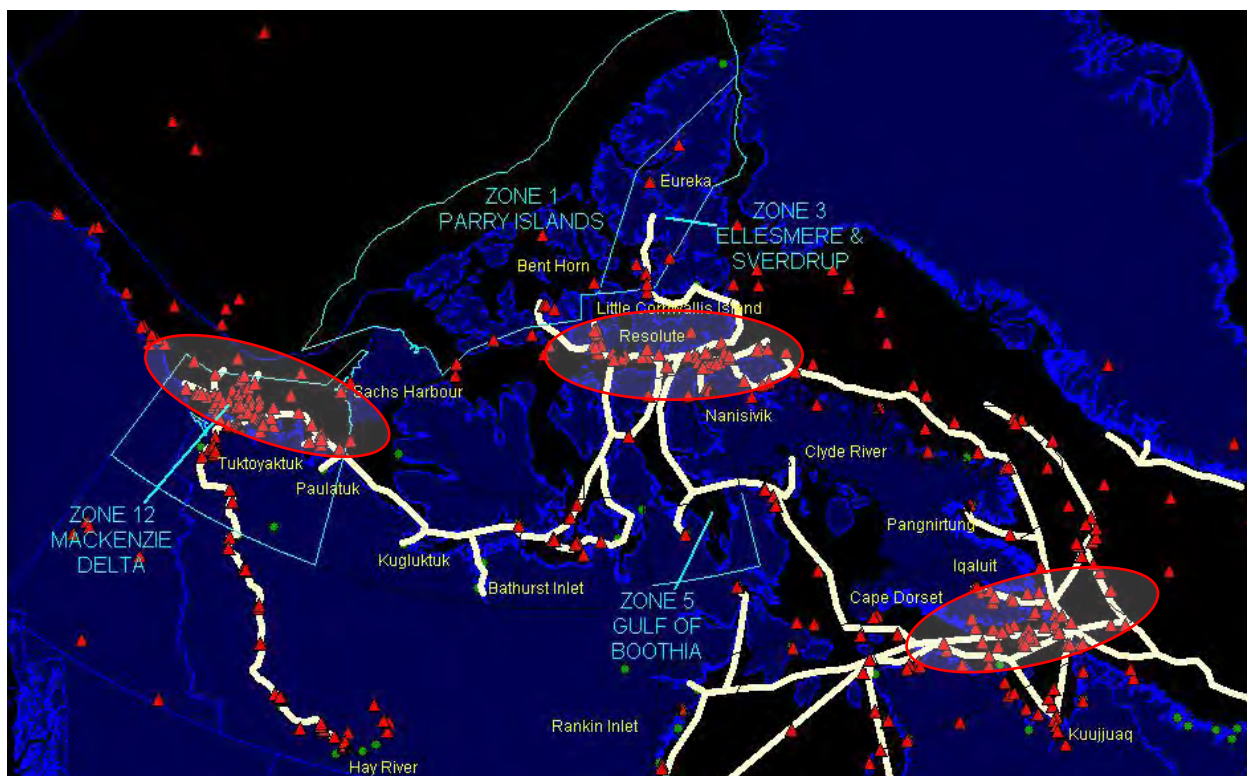 Eureka
ZONE 1
PARRY ISLANDS
ZONE 3
ELLESMERE &
SVERDRUP
Bent Horn
Little Cornwallis Island
Resolute
Sachs Harbour
Nanisivik
Clyde River
Tuktoyaktuk
Paulatuk
ZONE 12
MACKENZIE
DELTA
Pangnirtung
Kugluktuk
Iqaluit
Bathurst Inlet
Cape Dorset
ZONE 5
GULF OF
BOOTHIA
Rankin Inlet
Kuujjuaq
Hay River